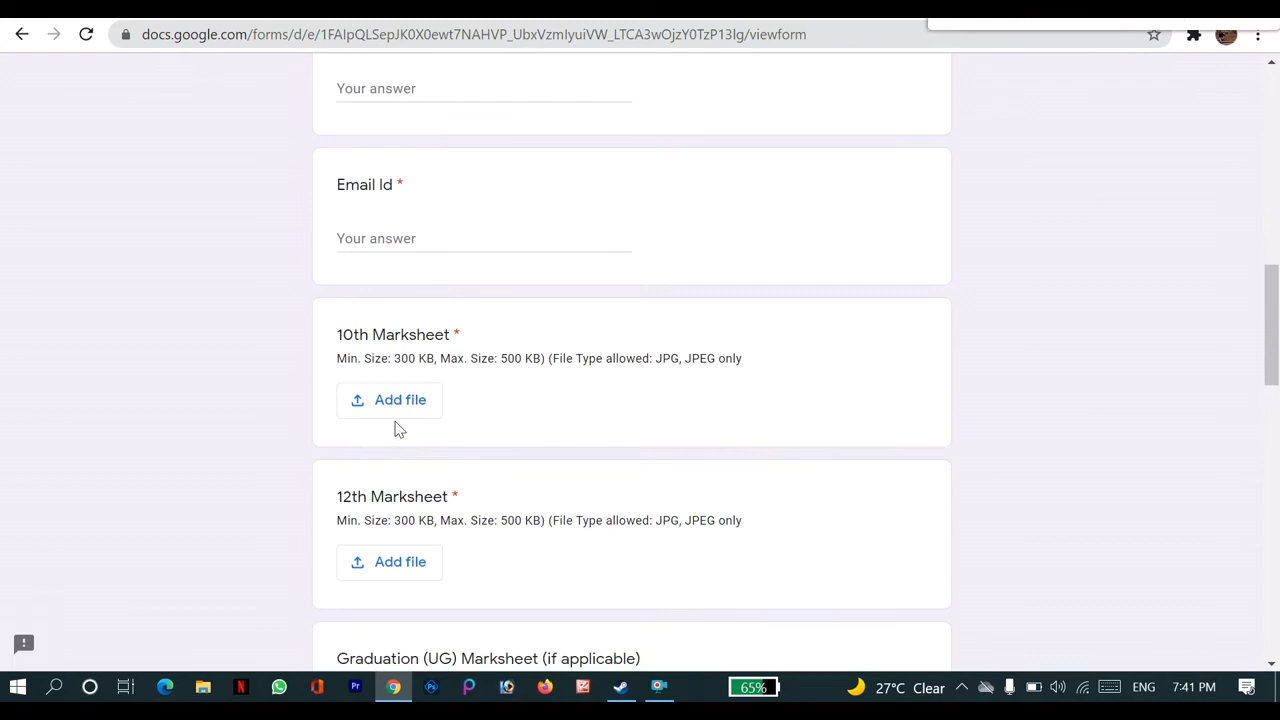 docs.google.com/forms/d/e/1FAIpQLSepJK0X0ewt7NAHVP_UbxVzmIyuiVW_LTCA3wOjzY0TzP13lg/viewform
Your answer
Email Id *
Your answer
10th Marksheet *
Min. Size: 300 KB, Max. Size: 500 KB) (File Type allowed: JPG, JPEG only
Add file
12th Marksheet *
Min. Size: 300 KB, Max. Size: 500 KB) (File Type allowed: JPG, JPEG only
Add file
Graduation (UG) Marksheet (if applicable)
65% 27°C Clear ENG 7:41 PM